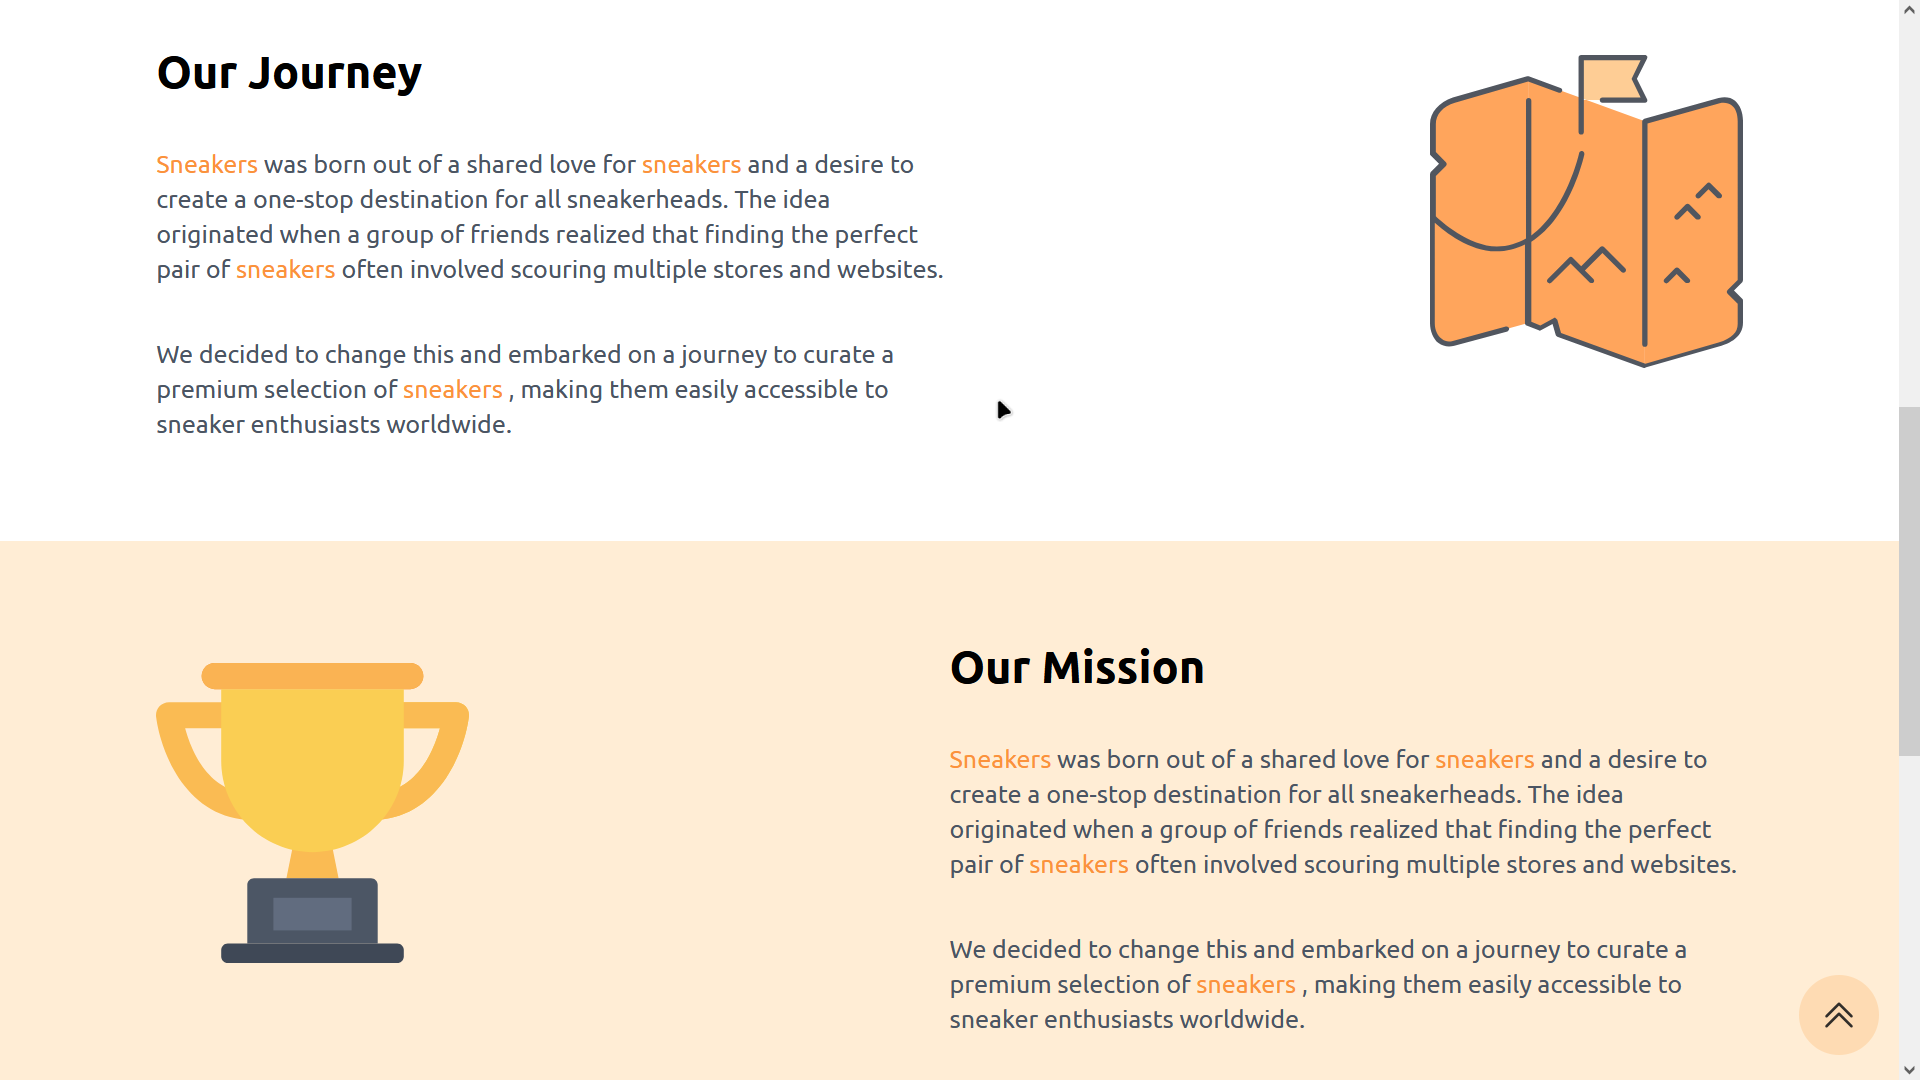 Our Journey
Sneakers was born out of a shared love for sneakers and a desire to
create a one-stop destination for all sneakerheads. The idea
originated when a group of friends realized that finding the perfect
pair of sneakers often involved scouring multiple stores and websites.
We decided to change this and embarked on a journey to curate a
premium selection of sneakers , making them easily accessible to
sneaker enthusiasts worldwide.
Our Mission
Sneakers was born out of a shared love for sneakers and a desire to
create a one-stop destination for all sneakerheads. The idea
originated when a group of friends realized that finding the perfect
pair of sneakers often involved scouring multiple stores and websites.
We decided to change this and embarked on a journey to curate a
premium selection of sneakers , making them easily accessible to
sneaker enthusiasts worldwide.